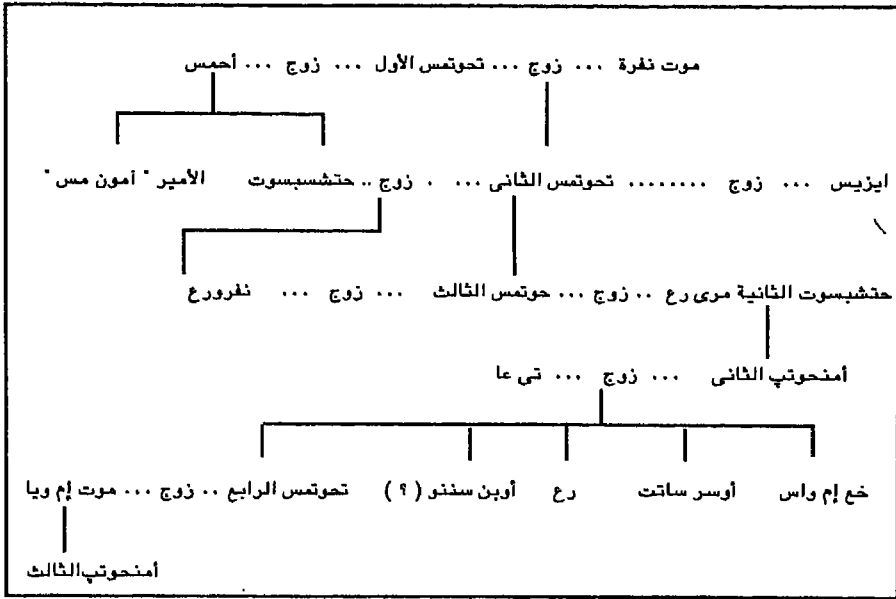 موت نفرة ... زوج ... تحوتمس الأول ... زوج ... أحمس
ايزيس ... زوج ........ تحوتمس الثانى ... . زوج .. حتشسبسوت الأمير " أمون مس "
حتشبسوت الثانية مرى رع .. زوج ... حوتمس الثالث ... زوج ... نفرورع
أمنحوتپ الثانى ... زوج ... تى عا
خع إم واس أوسر ساتت رع أوبن سننو ( ؟ ) تحوتمس الرابع .. زوج ... موت إم ويا
أمنحوتپ الثالث